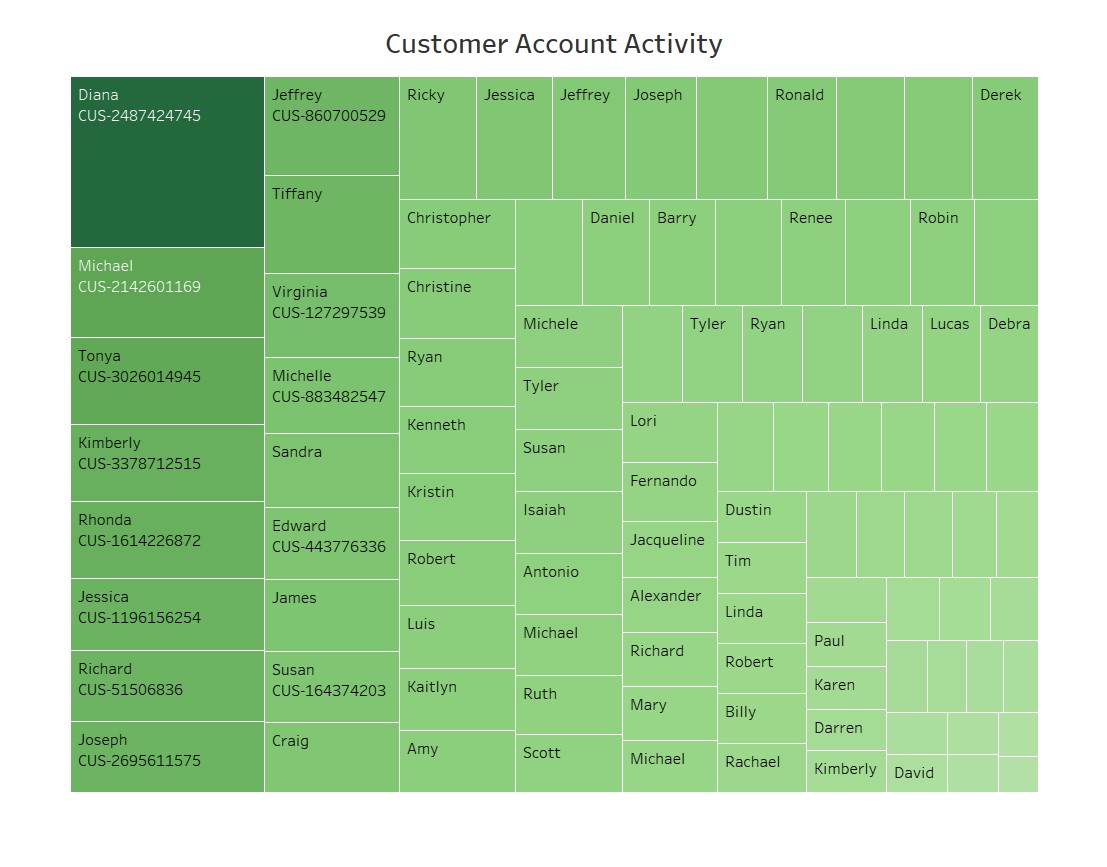 Customer Account Activity
Diana
CUS-2487424745
Michael
CUS-2142601169
Tonya
CUS-3026014945
Kimberly
CUS-3378712515
Rhonda
CUS-1614226872
Jessica
CUS-1196156254
Richard
CUS-51506836
Joseph
CUS-2695611575
Jeffrey
CUS-860700529
Tiffany
Virginia
CUS-127297539
Michelle
CUS-883482547
Sandra
Edward
CUS-443776336
James
Susan
CUS-164374203
Craig
Ricky
Jessica
Jeffrey
Joseph
Ronald
Derek
Christopher
Christine
Ryan
Kenneth
Kristin
Robert
Luis
Kaitlyn
Amy
Daniel
Barry
Renee
Robin
Michele
Tyler
Susan
Isaiah
Antonio
Michael
Ruth
Scott
Tyler
Ryan
Linda
Lucas
Debra
Lori
Fernando
Jacqueline
Alexander
Richard
Mary
Michael
Dustin
Tim
Linda
Robert
Billy
Rachael
Paul
Karen
Darren
Kimberly
David